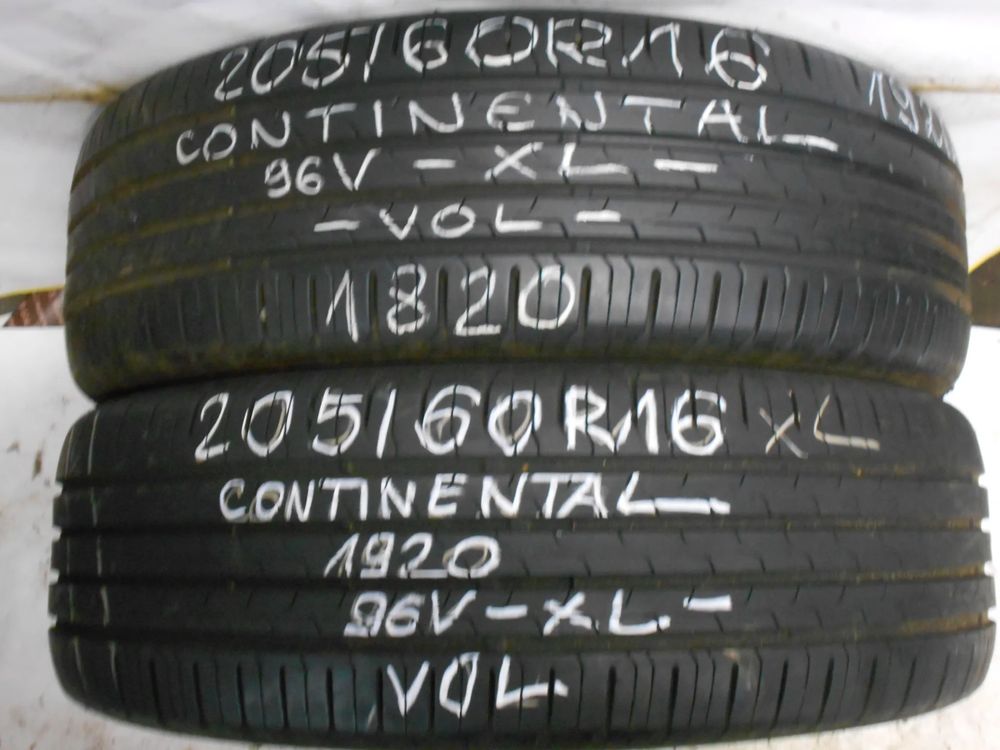 205/60R16
CONTINENTAL
96V - XL -
- VOL -
1820
205/60R16 XL
CONTINENTAL
1920
96V - XL. -
VOL